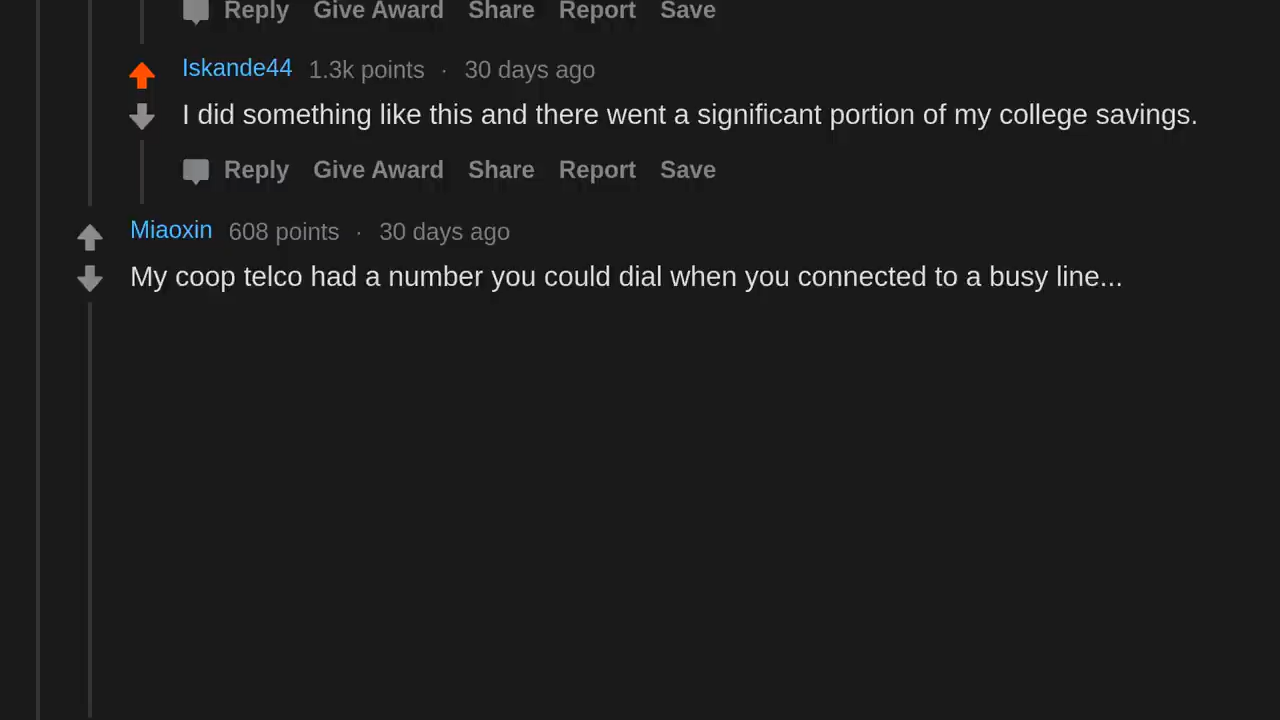 Reply Give Award Share Report Save
Iskande44 1.3k points · 30 days ago
I did something like this and there went a significant portion of my college savings.
Reply Give Award Share Report Save
Miaoxin 608 points · 30 days ago
My coop telco had a number you could dial when you connected to a busy line...